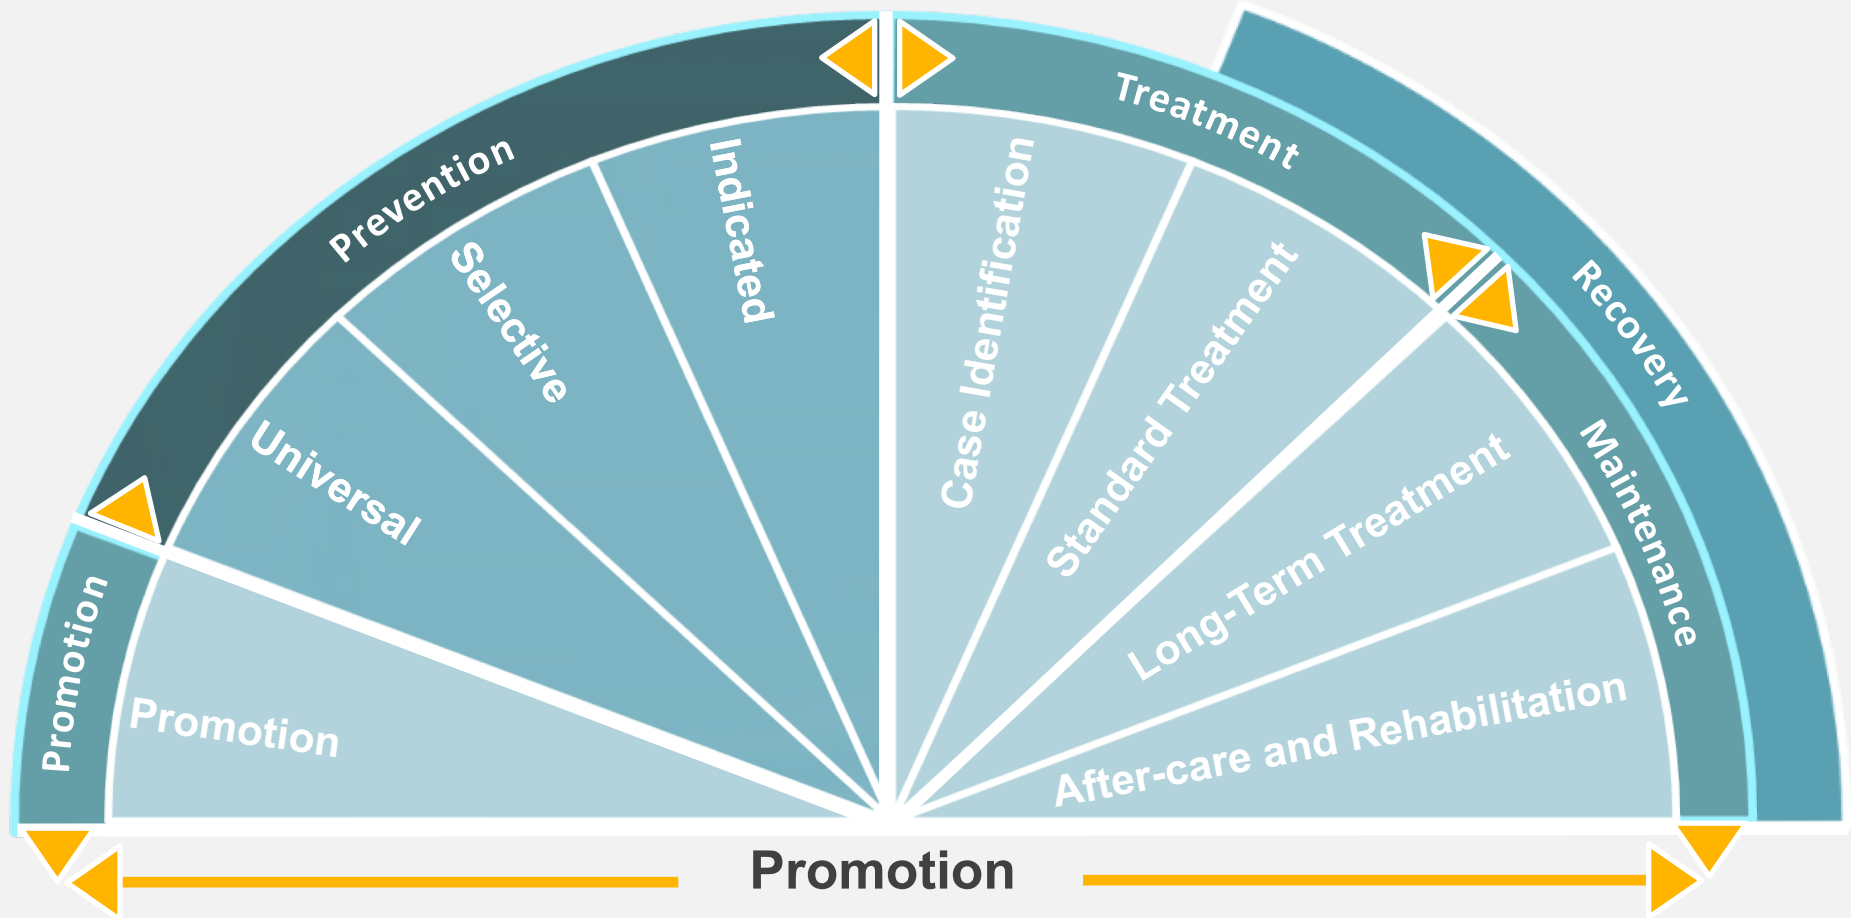 Promotion
Prevention
Treatment
Recovery
Maintenance
Promotion
Universal
Selective
Indicated
Case Identification
Standard Treatment
Long-Term Treatment
After-care and Rehabilitation
Promotion